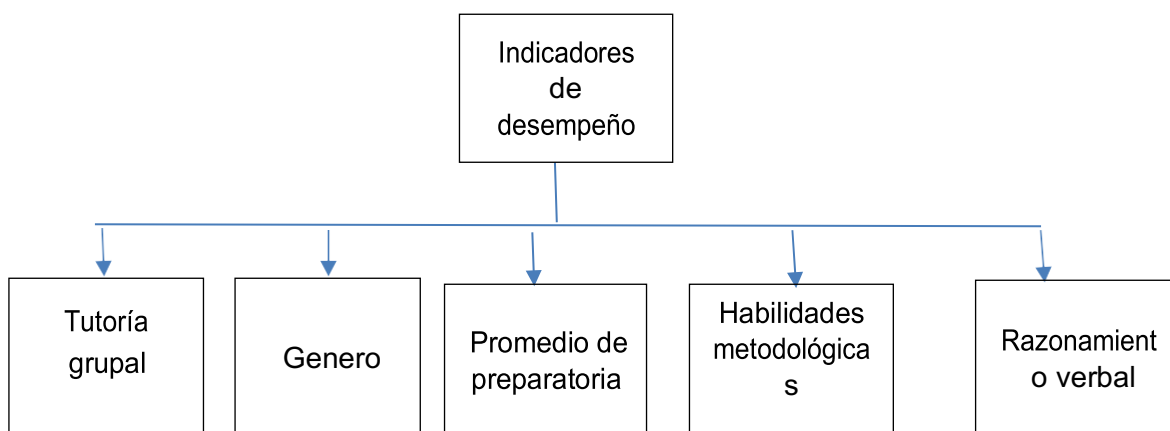 Indicadores
de
desempeño
Tutoría
grupal
Genero
Promedio de
preparatoria
Habilidades
metodológica
s
Razonamient
o verbal